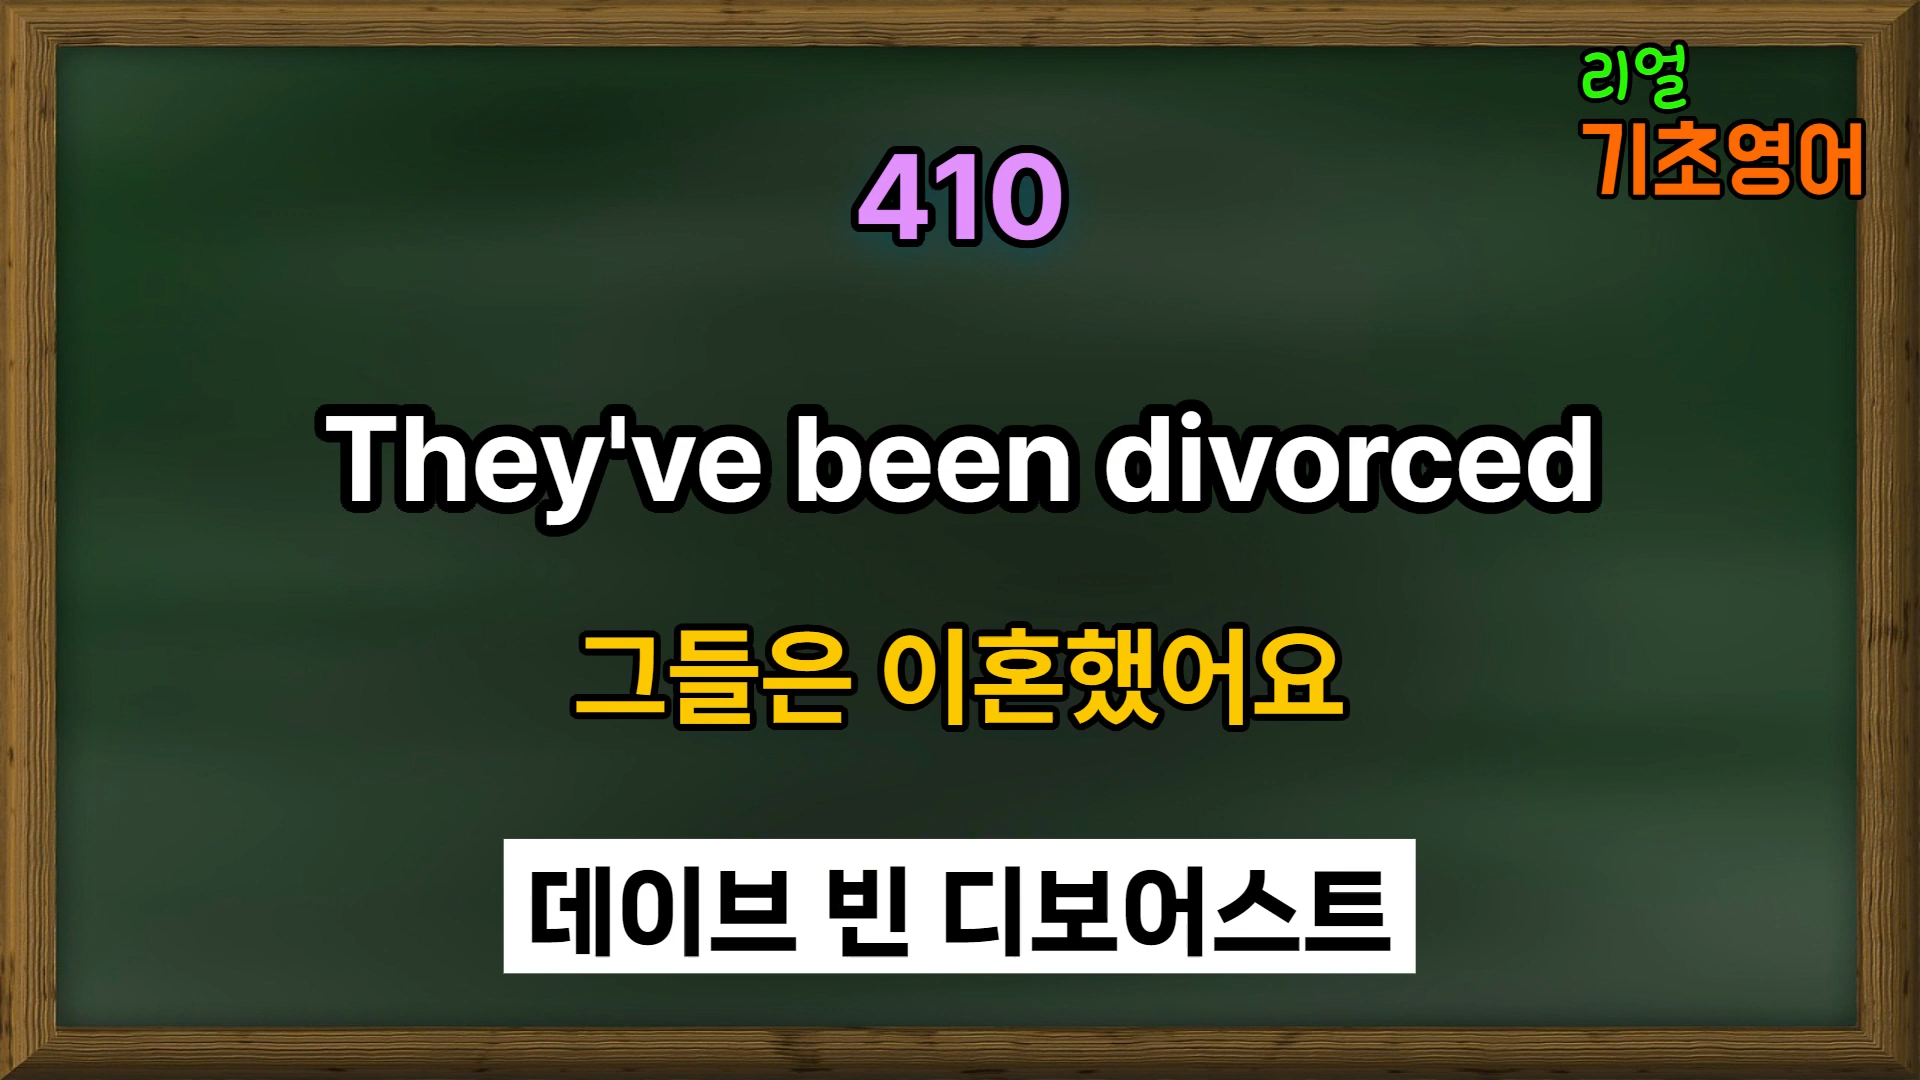 리얼
기초영어
410
They've been divorced
그들은 이혼했어요
데이브 빈 디보어스트